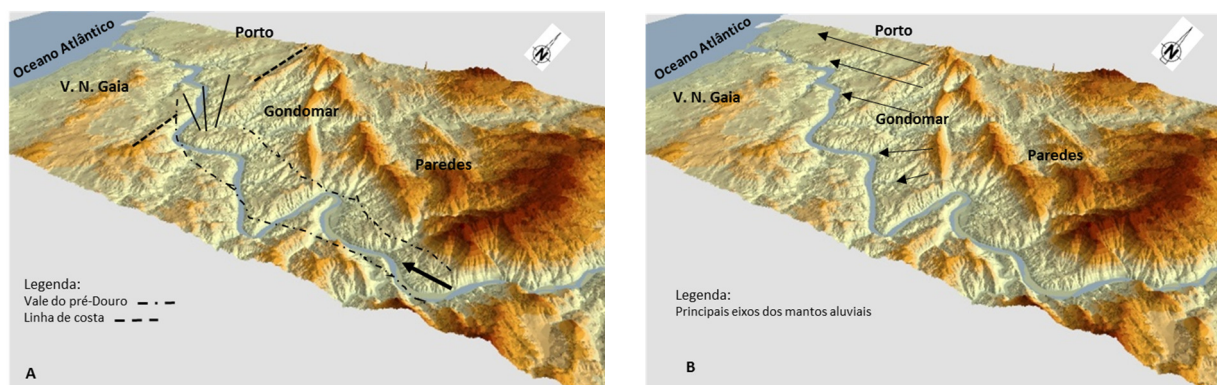 Oceano Atlântico
Porto
V. N. Gaia
Gondomar
Paredes
Legenda:
Vale do pré-Douro
Linha de costa
A
Oceano Atlântico
Porto
V. N. Gaia
Gondomar
Paredes
Legenda:
Principais eixos dos mantos aluviais
B